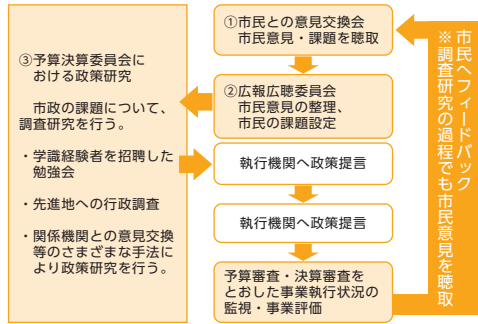 ①市民との意見交換会
市民意見・課題を聴取
②広報広聴委員会
市民意見の整理、
市民の課題設定
③予算決算委員会に
おける政策研究
市政の課題について、
調査研究を行う。
・学識経験者を招聘した
勉強会
・先進地への行政調査
・関係機関との意見交換
等のさまざまな手法に
より政策研究を行う。
執行機関へ政策提言
執行機関へ政策提言
予算審査・決算審査を
とおした事業執行状況の
監視・事業評価
市民へフィードバック
※調査研究の過程でも市民意見を聴取